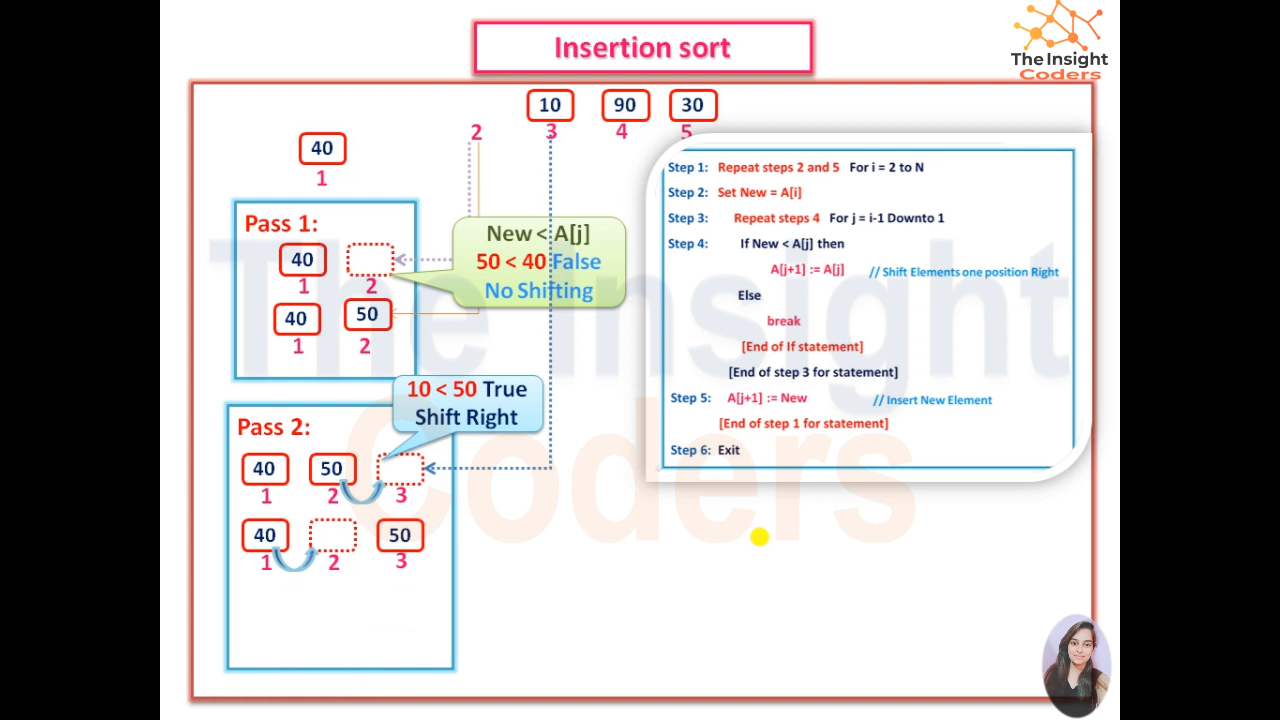 Insertion sort
The Insight
Coders
10 90 30
2 3 4 5
40
1
Pass 1:
40
1 2
40 50
1 2
New < A[j]
50 < 40 False
No Shifting
10 < 50 True
Shift Right
Pass 2:
40 50
1 2 3
40 50
1 2 3
Step 1: Repeat steps 2 and 5 For i = 2 to N
Step 2: Set New = A[i]
Step 3: Repeat steps 4 For j = i-1 Downto 1
Step 4: If New < A[j] then
A[j+1] := A[j] // Shift Elements one position Right
Else
break
[End of If statement]
[End of step 3 for statement]
Step 5: A[j+1] := New // Insert New Element
[End of step 1 for statement]
Step 6: Exit
The Insight
Coders